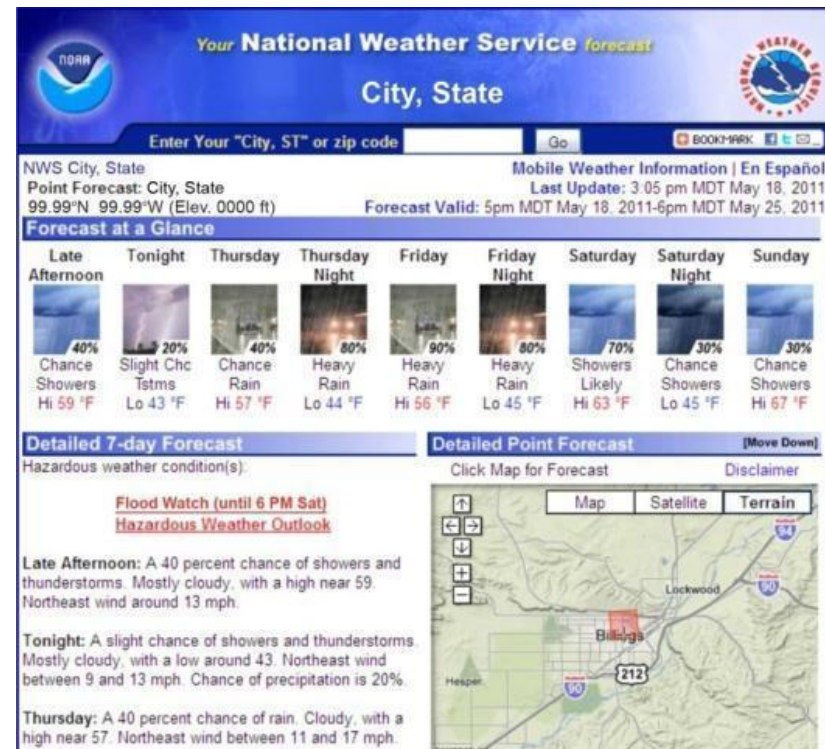 NOAA
Your National Weather Service forecast
City, State
NATIONAL WEATHER SERVICE
Enter Your "City, ST" or zip code Go BOOKMARK
NWS City, State Mobile Weather Information | En Español
Point Forecast: City, State Last Update: 3:05 pm MDT May 18, 2011
99.99°N 99.99°W (Elev. 0000 ft) Forecast Valid: 5pm MDT May 18, 2011-6pm MDT May 25, 2011
Forecast at a Glance
Late Tonight Thursday Thursday Friday Friday Saturday Saturday Sunday
Afternoon Night Night Night
40% 20% 40% 80% 90% 80% 70% 30% 30%
Chance Slight Chc Chance Heavy Heavy Heavy Showers Chance Chance
Showers Tstms Rain Rain Rain Rain Likely Showers Showers
Hi 59 °F Lo 43 °F Hi 57 °F Lo 44 °F Hi 56 °F Lo 45 °F Hi 63 °F Lo 45 °F Hi 67 °F
Detailed 7-day Forecast
Hazardous weather condition(s):
Flood Watch (until 6 PM Sat)
Hazardous Weather Outlook
Late Afternoon: A 40 percent chance of showers and
thunderstorms. Mostly cloudy, with a high near 59.
Northeast wind around 13 mph.
Tonight: A slight chance of showers and thunderstorms.
Mostly cloudy, with a low around 43. Northeast wind
between 9 and 13 mph. Chance of precipitation is 20%.
Thursday: A 40 percent chance of rain. Cloudy, with a
high near 57. Northeast wind between 11 and 17 mph.
Detailed Point Forecast [Move Down]
Click Map for Forecast Disclaimer
Map Satellite Terrain
94
Lockwood 90
Billings
212
Hesper
90